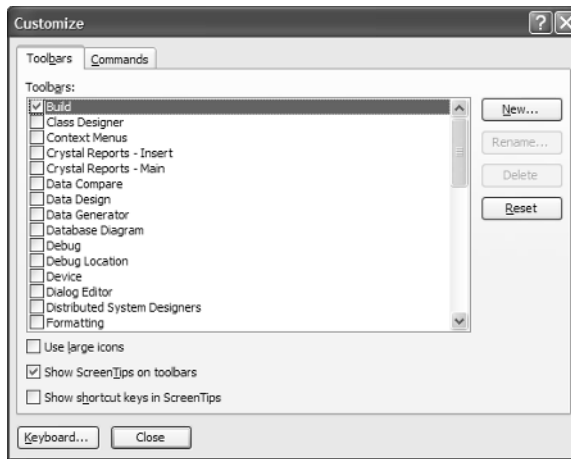 Customize
Toolbars Commands
Toolbars:
Build
Class Designer
Context Menus
Crystal Reports - Insert
Crystal Reports - Main
Data Compare
Data Design
Data Generator
Database Diagram
Debug
Debug Location
Device
Dialog Editor
Distributed System Designers
Formatting
New...
Rename...
Delete
Reset
Use large icons
Show ScreenTips on toolbars
Show shortcut keys in ScreenTips
Keyboard... Close